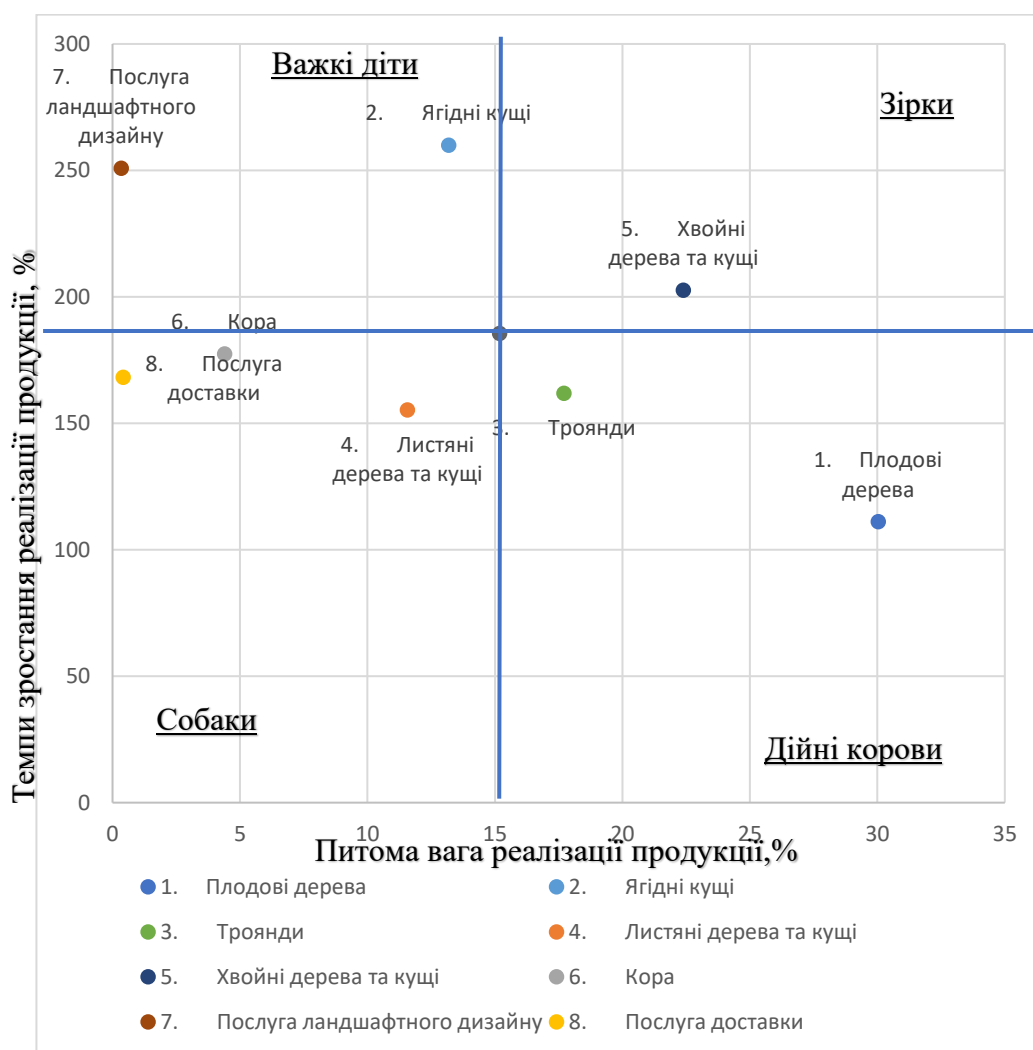 Темпи зростання реалізації продукції, %
300
250
200
150
100
50
0
Важкі діти
Зірки
7. Послуга
ландшафтного
дизайну
2. Ягідні кущі
5. Хвойні
дерева та кущі
6. Кора
8. Послуга
доставки
4. Листяні
дерева та кущі
3. Троянди
1. Плодові
дерева
Собаки
Дійні корови
0 5 10 15 20 25 30 35
Питома вага реалізації продукції,%
1. Плодові дерева 2. Ягідні кущі
3. Троянди 4. Листяні дерева та кущі
5. Хвойні дерева та кущі 6. Кора
7. Послуга ландшафтного дизайну 8. Послуга доставки